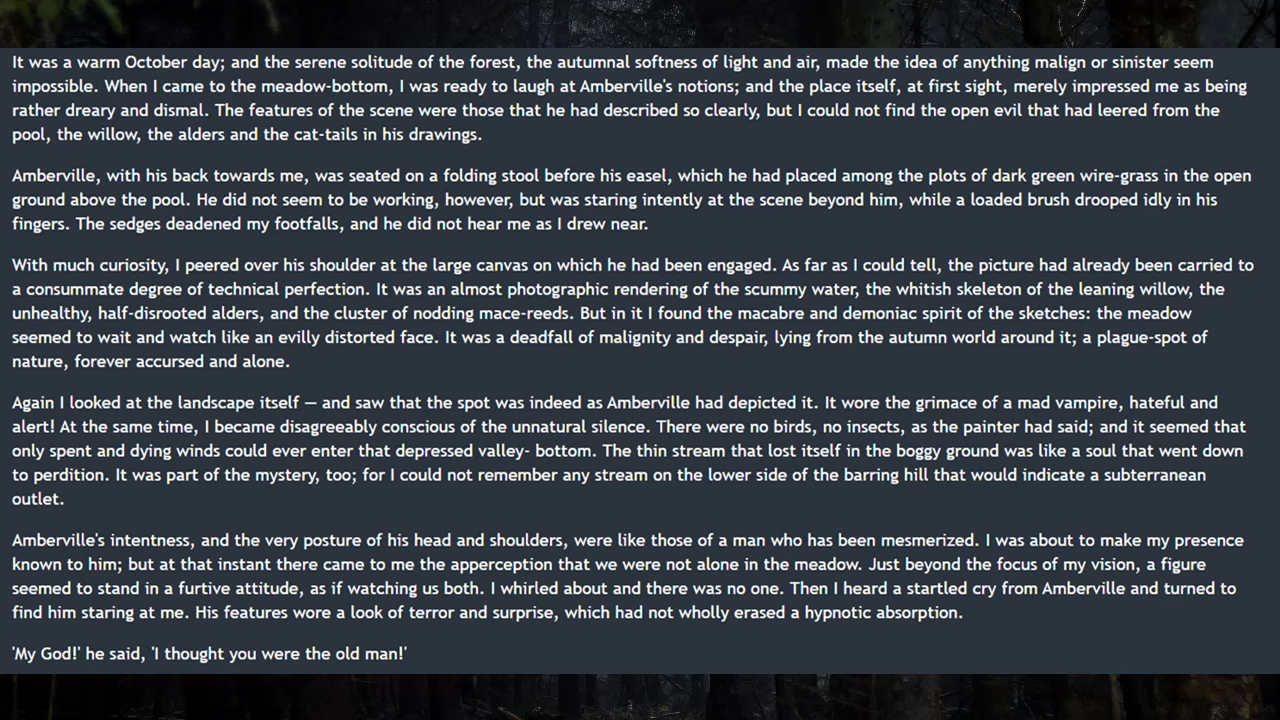 It was a warm October day; and the serene solitude of the forest, the autumnal softness of light and air, made the idea of anything malign or sinister seem
impossible. When I came to the meadow-bottom, I was ready to laugh at Amberville's notions; and the place itself, at first sight, merely impressed me as being
rather dreary and dismal. The features of the scene were those that he had described so clearly, but I could not find the open evil that had leered from the
pool, the willow, the alders and the cat-tails in his drawings.
Amberville, with his back towards me, was seated on a folding stool before his easel, which he had placed among the plots of dark green wire-grass in the open
ground above the pool. He did not seem to be working, however, but was staring intently at the scene beyond him, while a loaded brush drooped idly in his
fingers. The sedges deadened my footfalls, and he did not hear me as I drew near.
With much curiosity, I peered over his shoulder at the large canvas on which he had been engaged. As far as I could tell, the picture had already been carried to
a consummate degree of technical perfection. It was an almost photographic rendering of the scummy water, the whitish skeleton of the leaning willow, the
unhealthy, half-disrooted alders, and the cluster of nodding mace-reeds. But in it I found the macabre and demoniac spirit of the sketches: the meadow
seemed to wait and watch like an evilly distorted face. It was a deadfall of malignity and despair, lying from the autumn world around it; a plague-spot of
nature, forever accursed and alone.
Again I looked at the landscape itself — and saw that the spot was indeed as Amberville had depicted it. It wore the grimace of a mad vampire, hateful and
alert! At the same time, I became disagreeably conscious of the unnatural silence. There were no birds, no insects, as the painter had said; and it seemed that
only spent and dying winds could ever enter that depressed valley- bottom. The thin stream that lost itself in the boggy ground was like a soul that went down
to perdition. It was part of the mystery, too; for I could not remember any stream on the lower side of the barring hill that would indicate a subterranean
outlet.
Amberville's intentness, and the very posture of his head and shoulders, were like those of a man who has been mesmerized. I was about to make my presence
known to him; but at that instant there came to me the apperception that we were not alone in the meadow. Just beyond the focus of my vision, a figure
seemed to stand in a furtive attitude, as if watching us both. I whirled about and there was no one. Then I heard a startled cry from Amberville and turned to
find him staring at me. His features wore a look of terror and surprise, which had not wholly erased a hypnotic absorption.
'My God!' he said, 'I thought you were the old man!'